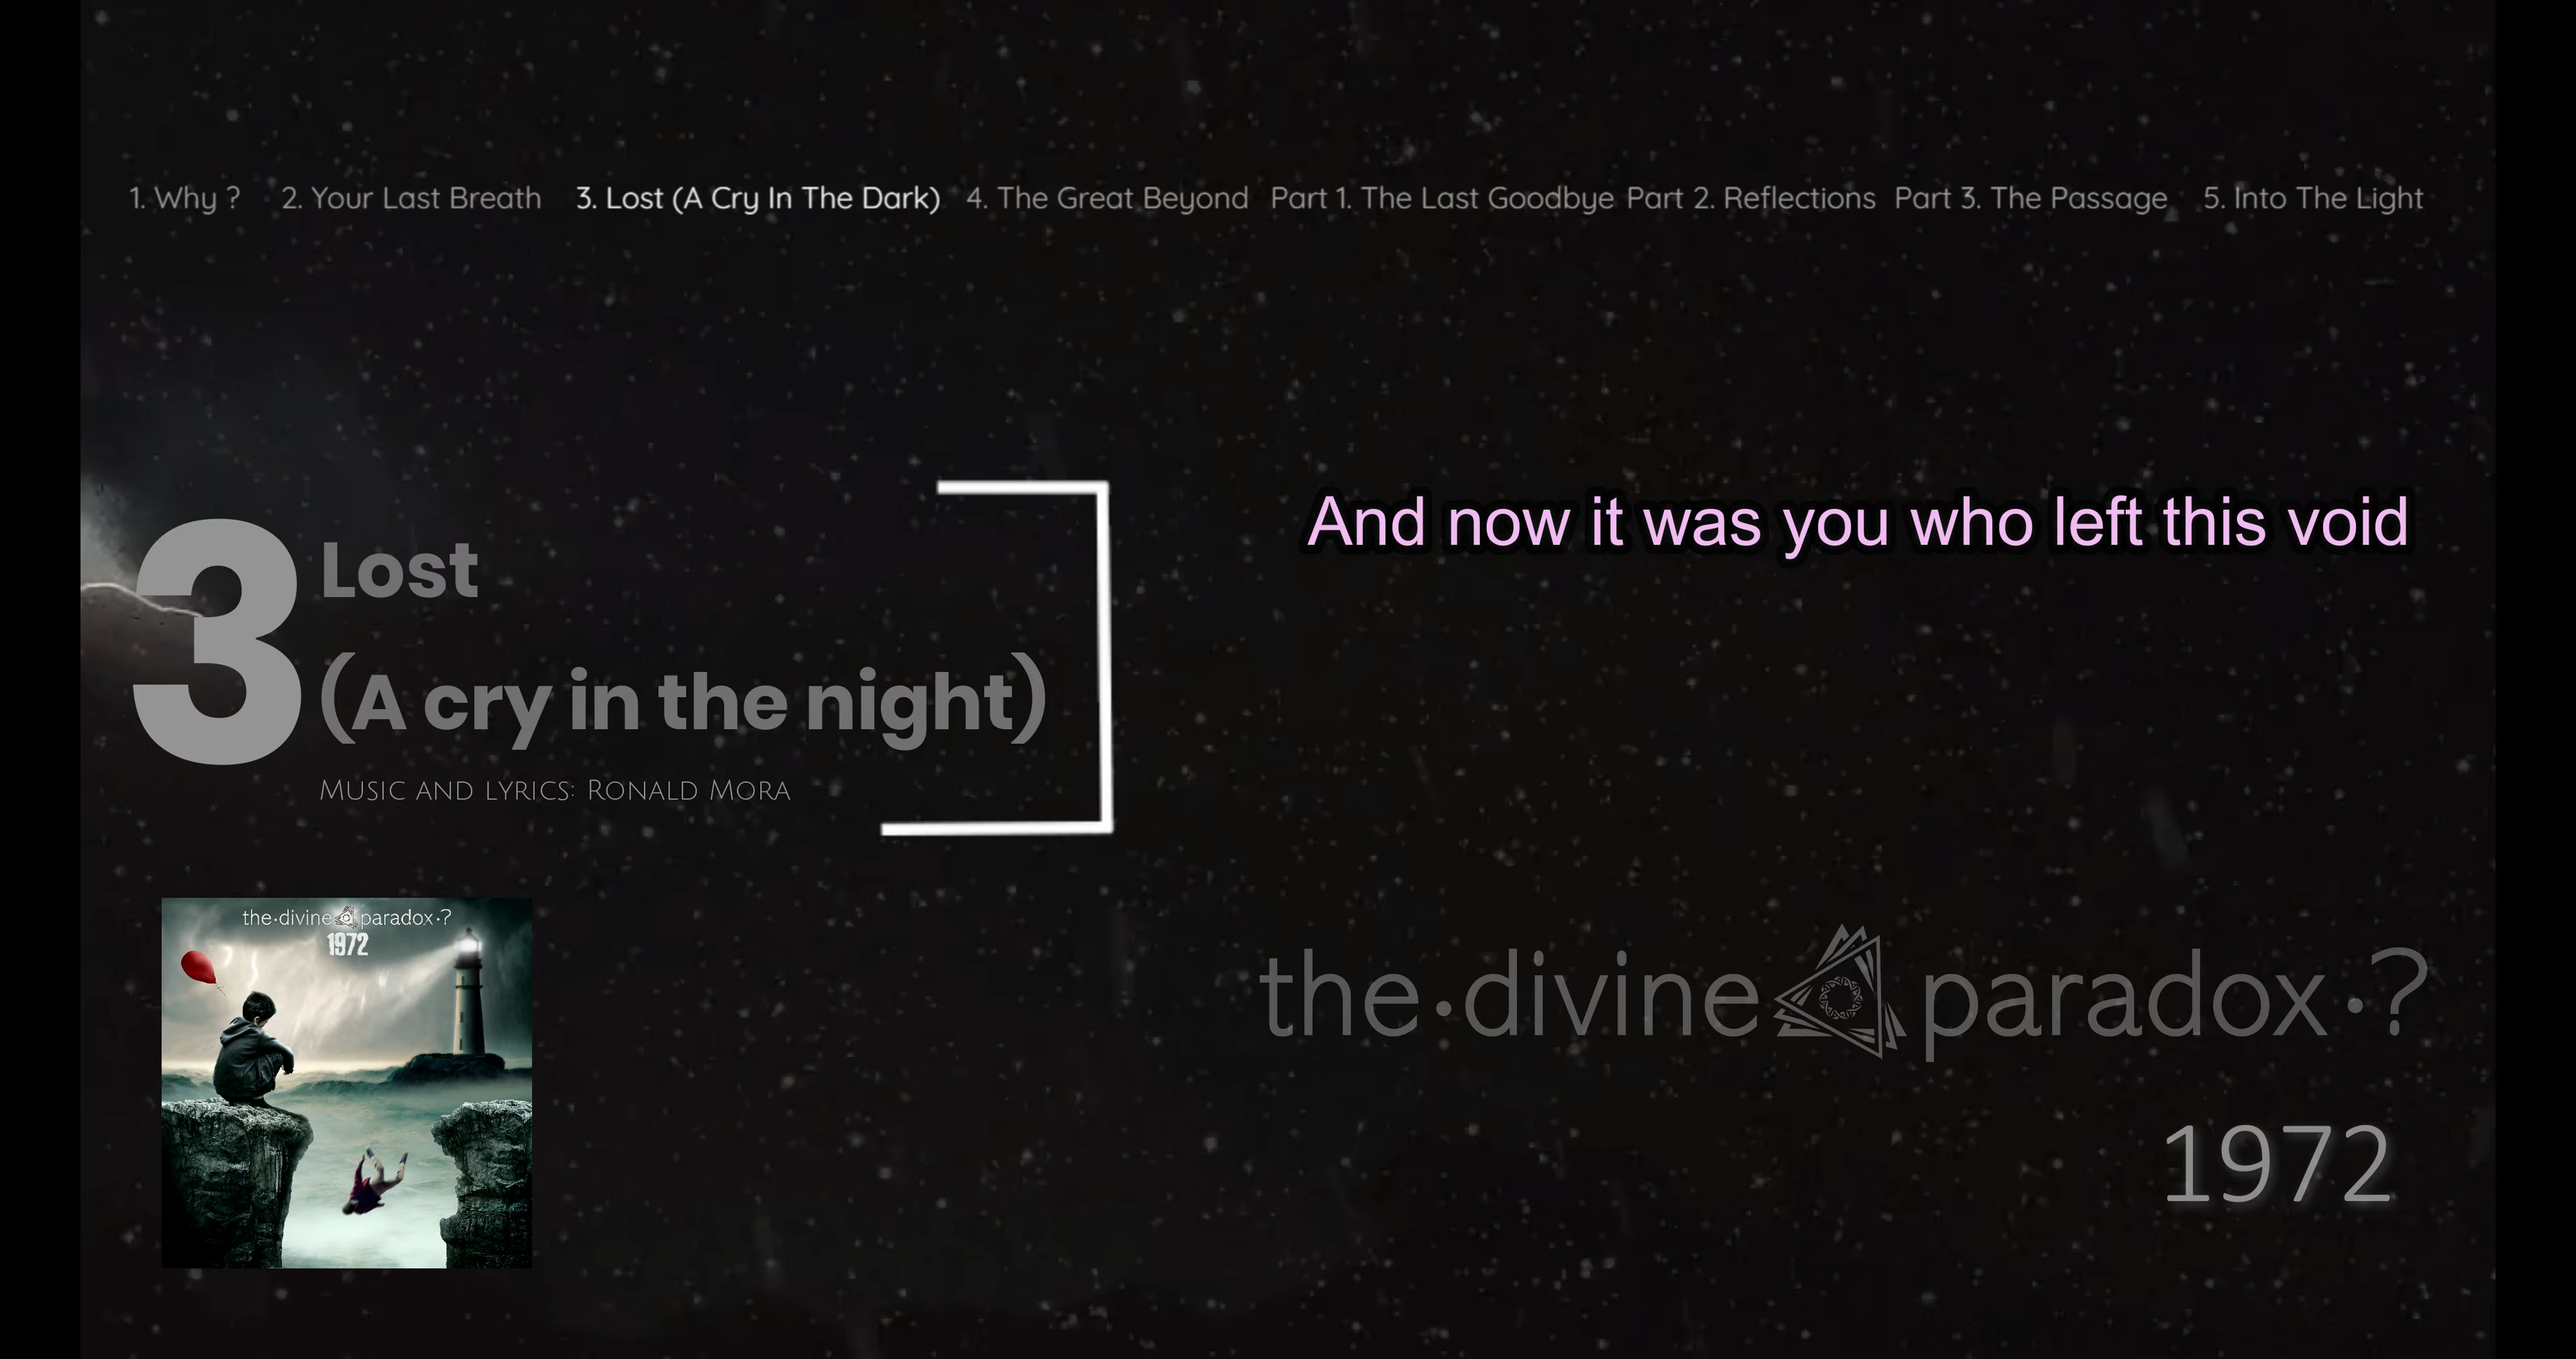 1. Why ? 2. Your Last Breath 3. Lost (A Cry In The Dark) 4. The Great Beyond Part 1. The Last Goodbye Part 2. Reflections Part 3. The Passage 5. Into The Light
And now it was you who left this void
3
Lost
(A cry in the night)
Music and lyrics: Ronald Mora
the·divine paradox·?
1972
the·divine paradox·?
1972